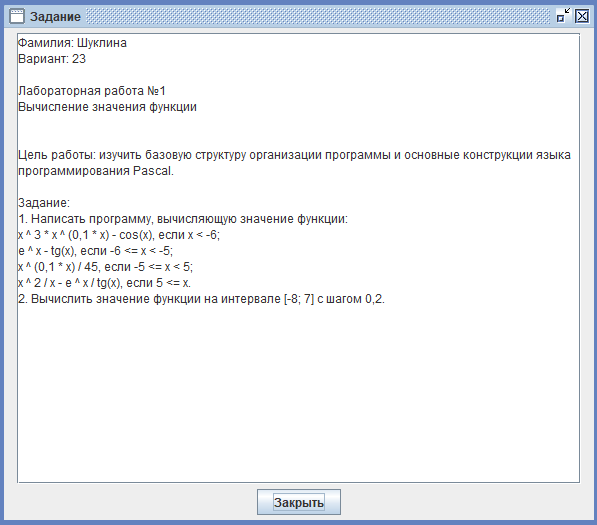 Задание
Фамилия: Шуклина
Вариант: 23
Лабораторная работа №1
Вычисление значения функции
Цель работы: изучить базовую структуру организации программы и основные конструкции языка
программирования Pascal.
Задание:
1. Написать программу, вычисляющую значение функции:
x ^ 3 * x ^ (0,1 * x) - cos(x), если x < -6;
e ^ x - tg(x), если -6 <= x < -5;
x ^ (0,1 * x) / 45, если -5 <= x < 5;
x ^ 2 / x - e ^ x / tg(x), если 5 <= x.
2. Вычислить значение функции на интервале [-8; 7] с шагом 0,2.
Закрыть